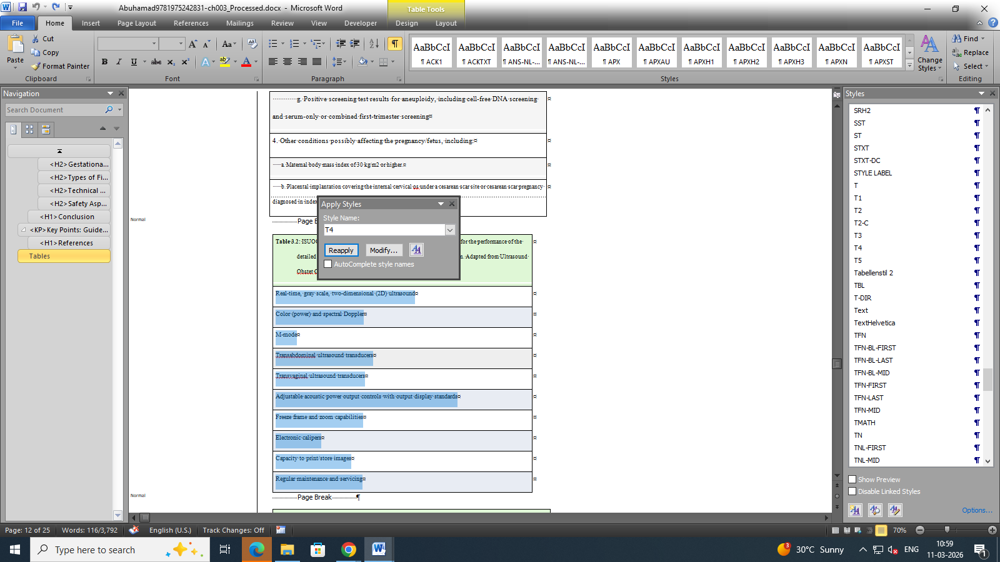 Abuhamad9781975242831-ch003_Processed.docx - Microsoft Word
Table Tools
File
Home
Insert
Page Layout
References
Mailings
Review
View
Developer
Design
Layout
Paste
Cut
Copy
Format Painter
Clipboard
Font
Paragraph
AaBbCcI AaBbCcI AaBbCcI AaBbCcI AaBbCcI AaBbCcI AaBbCcI AaBbCcI AaBbCcI AaBbCcI AaBbCcI
¶ ACK1 ¶ ACKTXT ¶ ANS-NL-... ¶ ANS-NL-... ¶ APX ¶ APXAU ¶ APXH1 ¶ APXH2 ¶ APXH3 ¶ APXN ¶ APXST
Styles
Change Styles
Find
Replace
Select
Editing
Navigation
Search Document
<H2>Gestationa...
<H2>Types of Fi...
<H2>Technical ...
<H2>Safety Asp...
<H1>Conclusion
<KP>Key Points: Guide...
<H1>References
Tables
Normal
Normal
g. Positive screening test results for aneuploidy, including cell-free DNA screening
and serum-only or combined first-trimester screening¤
4. Other conditions possibly affecting the pregnancy/fetus, including:¤
a. Maternal body mass index of 30 kg/m2 or higher¤
b. Placental implantation covering the internal cervical os under a cesarean scar site or cesarean scar pregnancy
diagnosed in index
Page B
Table 3.2: ISUO
for the performance of the
detailed
n. Adapted from Ultrasound
Obstet
Apply Styles
Style Name:
T4
Reapply
Modify...
AutoComplete style names
Real-time, gray scale, two-dimensional (2D) ultrasound¤
Color (power) and spectral Doppler¤
M-mode¤
Transabdominal ultrasound transducers¤
Transvaginal ultrasound transducers¤
Adjustable acoustic power output controls with output display standards¤
Freeze frame and zoom capabilities¤
Electronic calipers¤
Capacity to print/store images¤
Regular maintenance and servicing¤
Page Break ¶
Styles
SRH2
SST
ST
STXT
STXT-DC
STYLE LABEL
T
T1
T2
T2-C
T3
T4
T5
Tabellenstil 2
TBL
T-DIR
Text
TextHelvetica
TFN
TFN-BL-FIRST
TFN-BL-LAST
TFN-BL-MID
TFN-FIRST
TFN-LAST
TFN-MID
TMATH
TN
TNL-FIRST
TNL-MID
Show Preview
Disable Linked Styles
Options...
Page: 12 of 25
Words: 116/3,792
English (U.S.)
Track Changes: Off
70%
Type here to search
30°C Sunny
ENG
10:59
11-03-2026